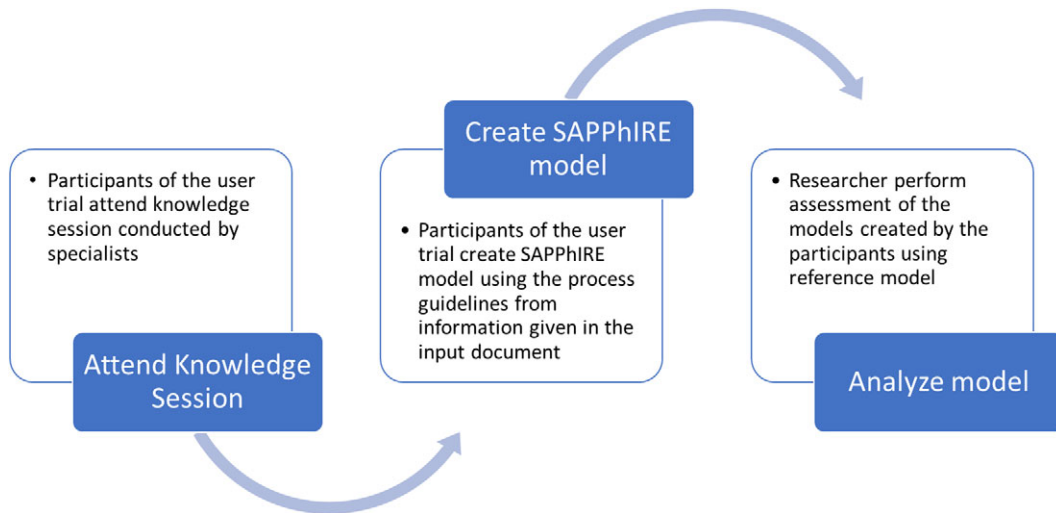 • Participants of the user
trial attend knowledge
session conducted by
specialists
Attend Knowledge
Session
Create SAPPhIRE
model
• Participants of the user
trial create SAPPhIRE
model using the process
guidelines from
information given in the
input document
• Researcher perform
assessment of the
models created by the
participants using
reference model
Analyze model